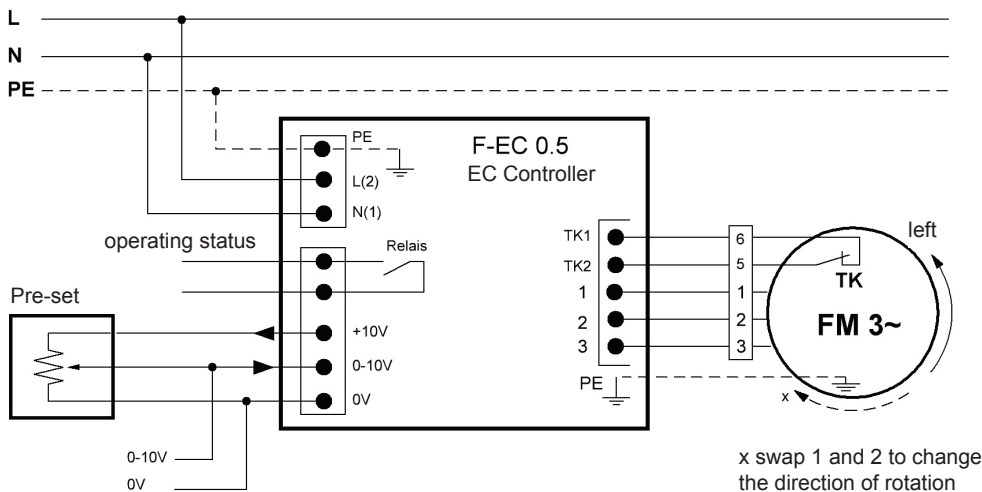 L
N
PE
PE
L(2)
N(1)
F-EC 0.5
EC Controller
operating status
Relais
Pre-set
+10V
0-10V
0V
0-10V
0V
TK1
TK2
1
2
3
PE
6
5
1
2
3
left
TK
FM 3~
x
x swap 1 and 2 to change
the direction of rotation